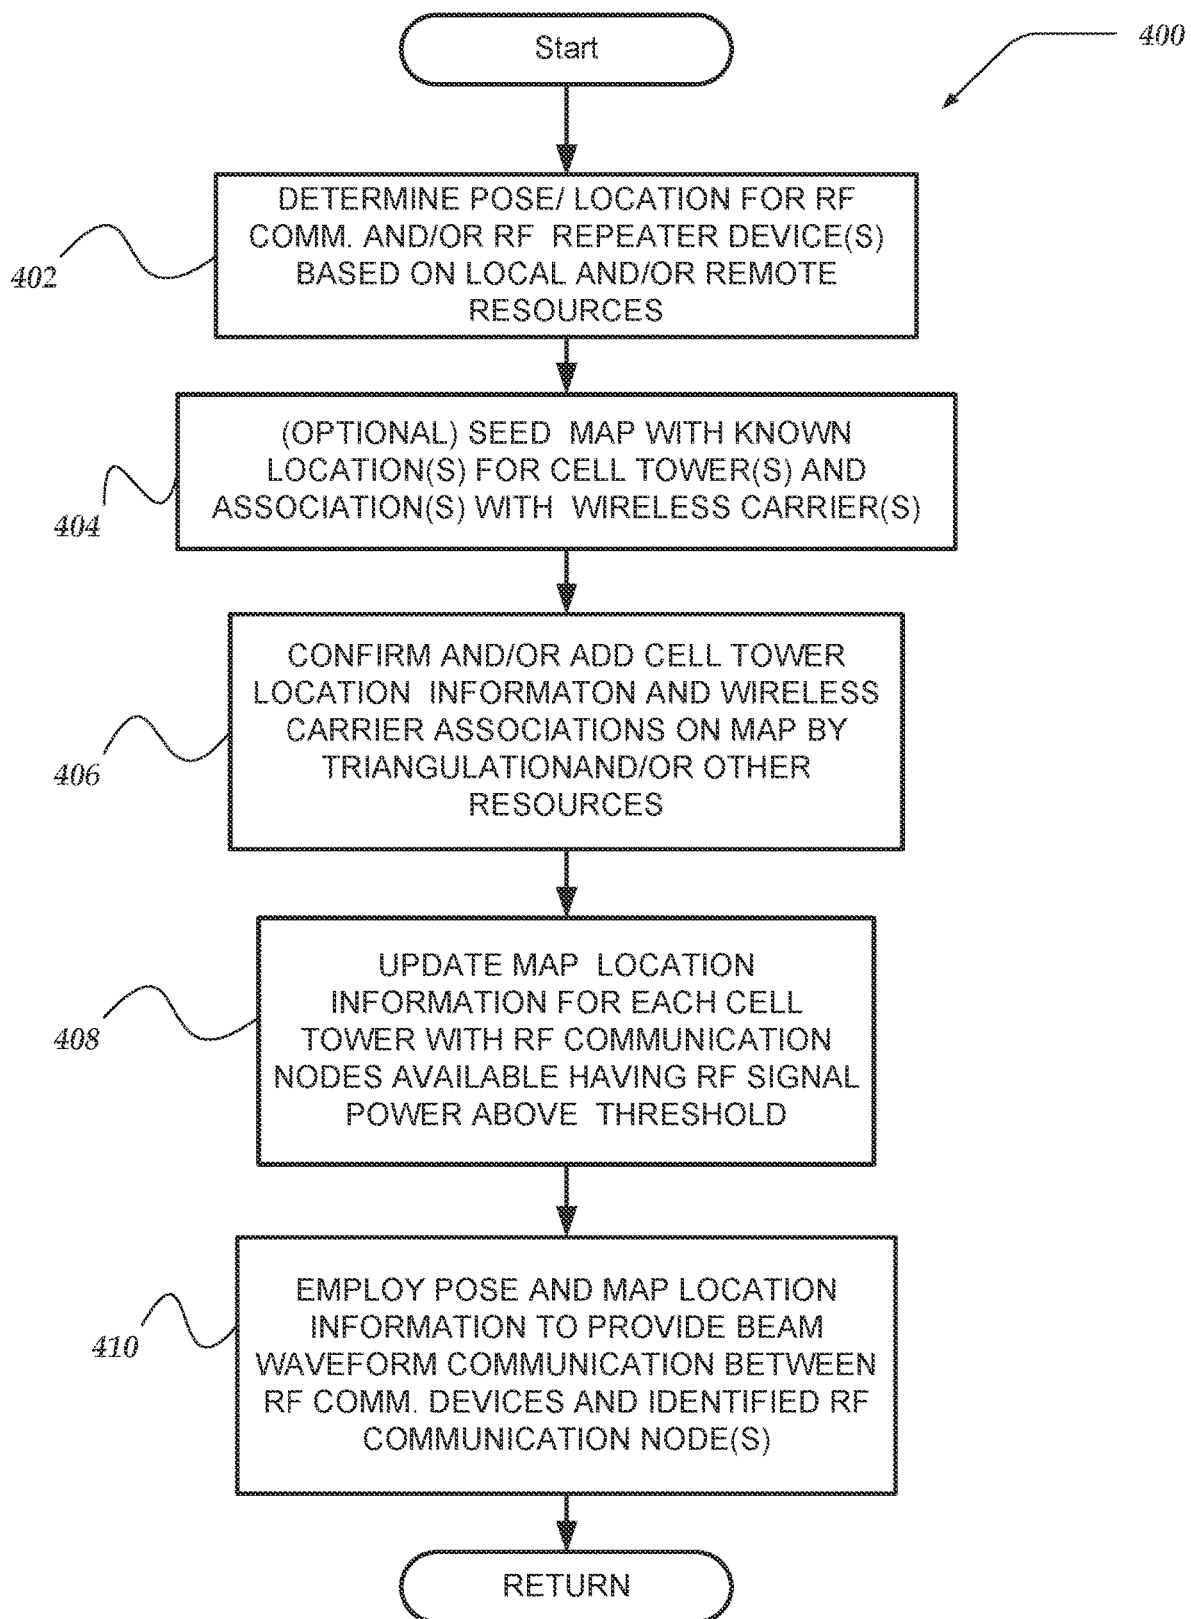 Start
400
DETERMINE POSE/ LOCATION FOR RF
COMM. AND/OR RF REPEATER DEVICE(S)
BASED ON LOCAL AND/OR REMOTE
RESOURCES
402
(OPTIONAL) SEED MAP WITH KNOWN
LOCATION(S) FOR CELL TOWER(S) AND
ASSOCIATION(S) WITH WIRELESS CARRIER(S)
404
CONFIRM AND/OR ADD CELL TOWER
LOCATION INFORMATON AND WIRELESS
CARRIER ASSOCIATIONS ON MAP BY
TRIANGULATIONAND/OR OTHER
RESOURCES
406
UPDATE MAP LOCATION
INFORMATION FOR EACH CELL
TOWER WITH RF COMMUNICATION
NODES AVAILABLE HAVING RF SIGNAL
POWER ABOVE THRESHOLD
408
EMPLOY POSE AND MAP LOCATION
INFORMATION TO PROVIDE BEAM
WAVEFORM COMMUNICATION BETWEEN
RF COMM. DEVICES AND IDENTIFIED RF
COMMUNICATION NODE(S)
410
RETURN